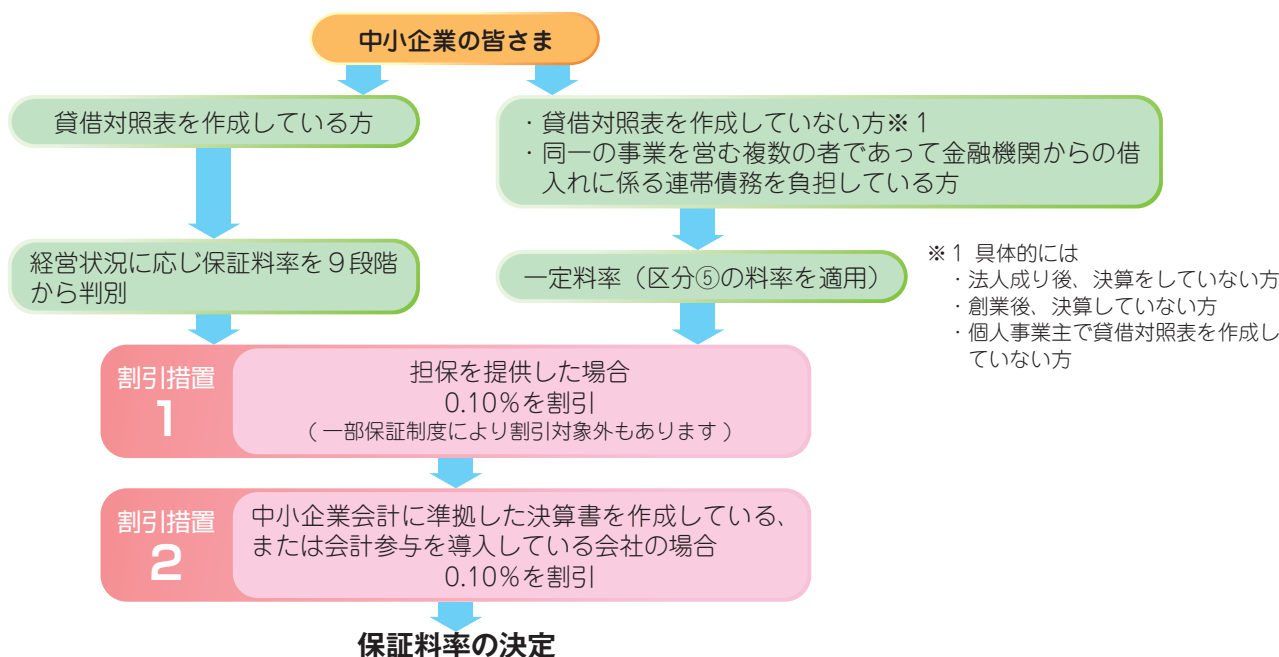 中小企業の皆さま
貸借対照表を作成している方
・貸借対照表を作成していない方※1
・同一の事業を営む複数の者であって金融機関からの借
入れに係る連帯債務を負担している方
経営状況に応じ保証料率を9段階
から判別
一定料率（区分⑤の料率を適用）
※1 具体的には
・法人成り後、決算をしていない方
・創業後、決算していない方
・個人事業主で貸借対照表を作成し
ていない方
割引措置
1
担保を提供した場合
0.10%を割引
（一部保証制度により割引対象外もあります）
割引措置
2
中小企業会計に準拠した決算書を作成している、
または会計参与を導入している会社の場合
0.10%を割引
保証料率の決定